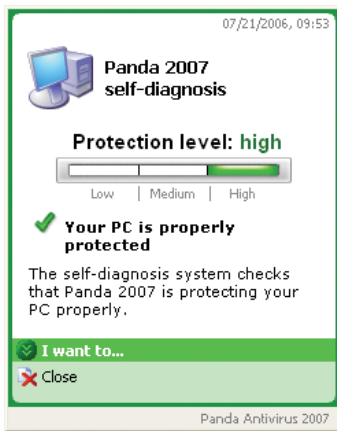 07/21/2006, 09:53
Panda 2007
self-diagnosis
Protection level: high
Low | Medium | High
Your PC is properly
protected
The self-diagnosis system checks
that Panda 2007 is protecting your
PC properly.
I want to...
Close
Panda Antivirus 2007